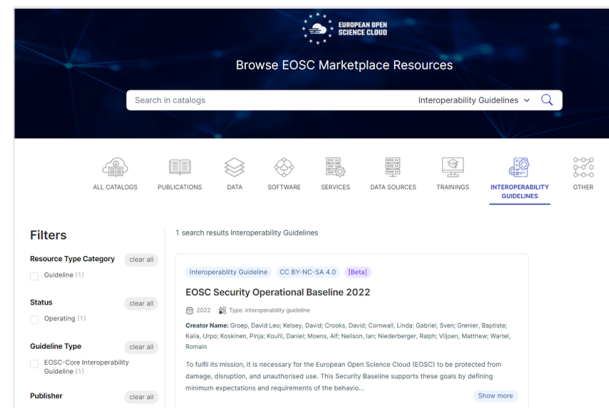 EUROPEAN OPEN
SCIENCE CLOUD
Browse EOSC Marketplace Resources
Search in catalogs
Interoperability Guidelines
ALL CATALOGS
PUBLICATIONS
DATA
SOFTWARE
SERVICES
DATA SOURCES
TRAININGS
INTEROPERABILITY
GUIDELINES
OTHER
Filters
Resource Type Category clear all
Guideline (1)
Status clear all
Operating (1)
Guideline Type clear all
EOSC-Core Interoperability
Guideline (1)
Publisher clear all
1 search results Interoperability Guidelines
Interoperability Guideline CC BY-NC-SA 4.0 [Beta]
EOSC Security Operational Baseline 2022
2022 Type: interoperability guideline
Creator Name: Groep, David Leo; Kelsey, David; Crooks, David; Cornwall, Linda; Gabriel, Sven; Grenier, Baptiste;
Kaila, Urpo; Koskinen, Pinja; Kouřil, Daniel; Moens, Alf; Neilson, Ian; Niederberger, Ralph; Viljoen, Matthew; Wartel,
Romain
To fulfil its mission, it is necessary for the European Open Science Cloud (EOSC) to be protected from
damage, disruption, and unauthorised use. This Security Baseline supports these goals by defining
minimum expectations and requirements of the behavio...
Show more